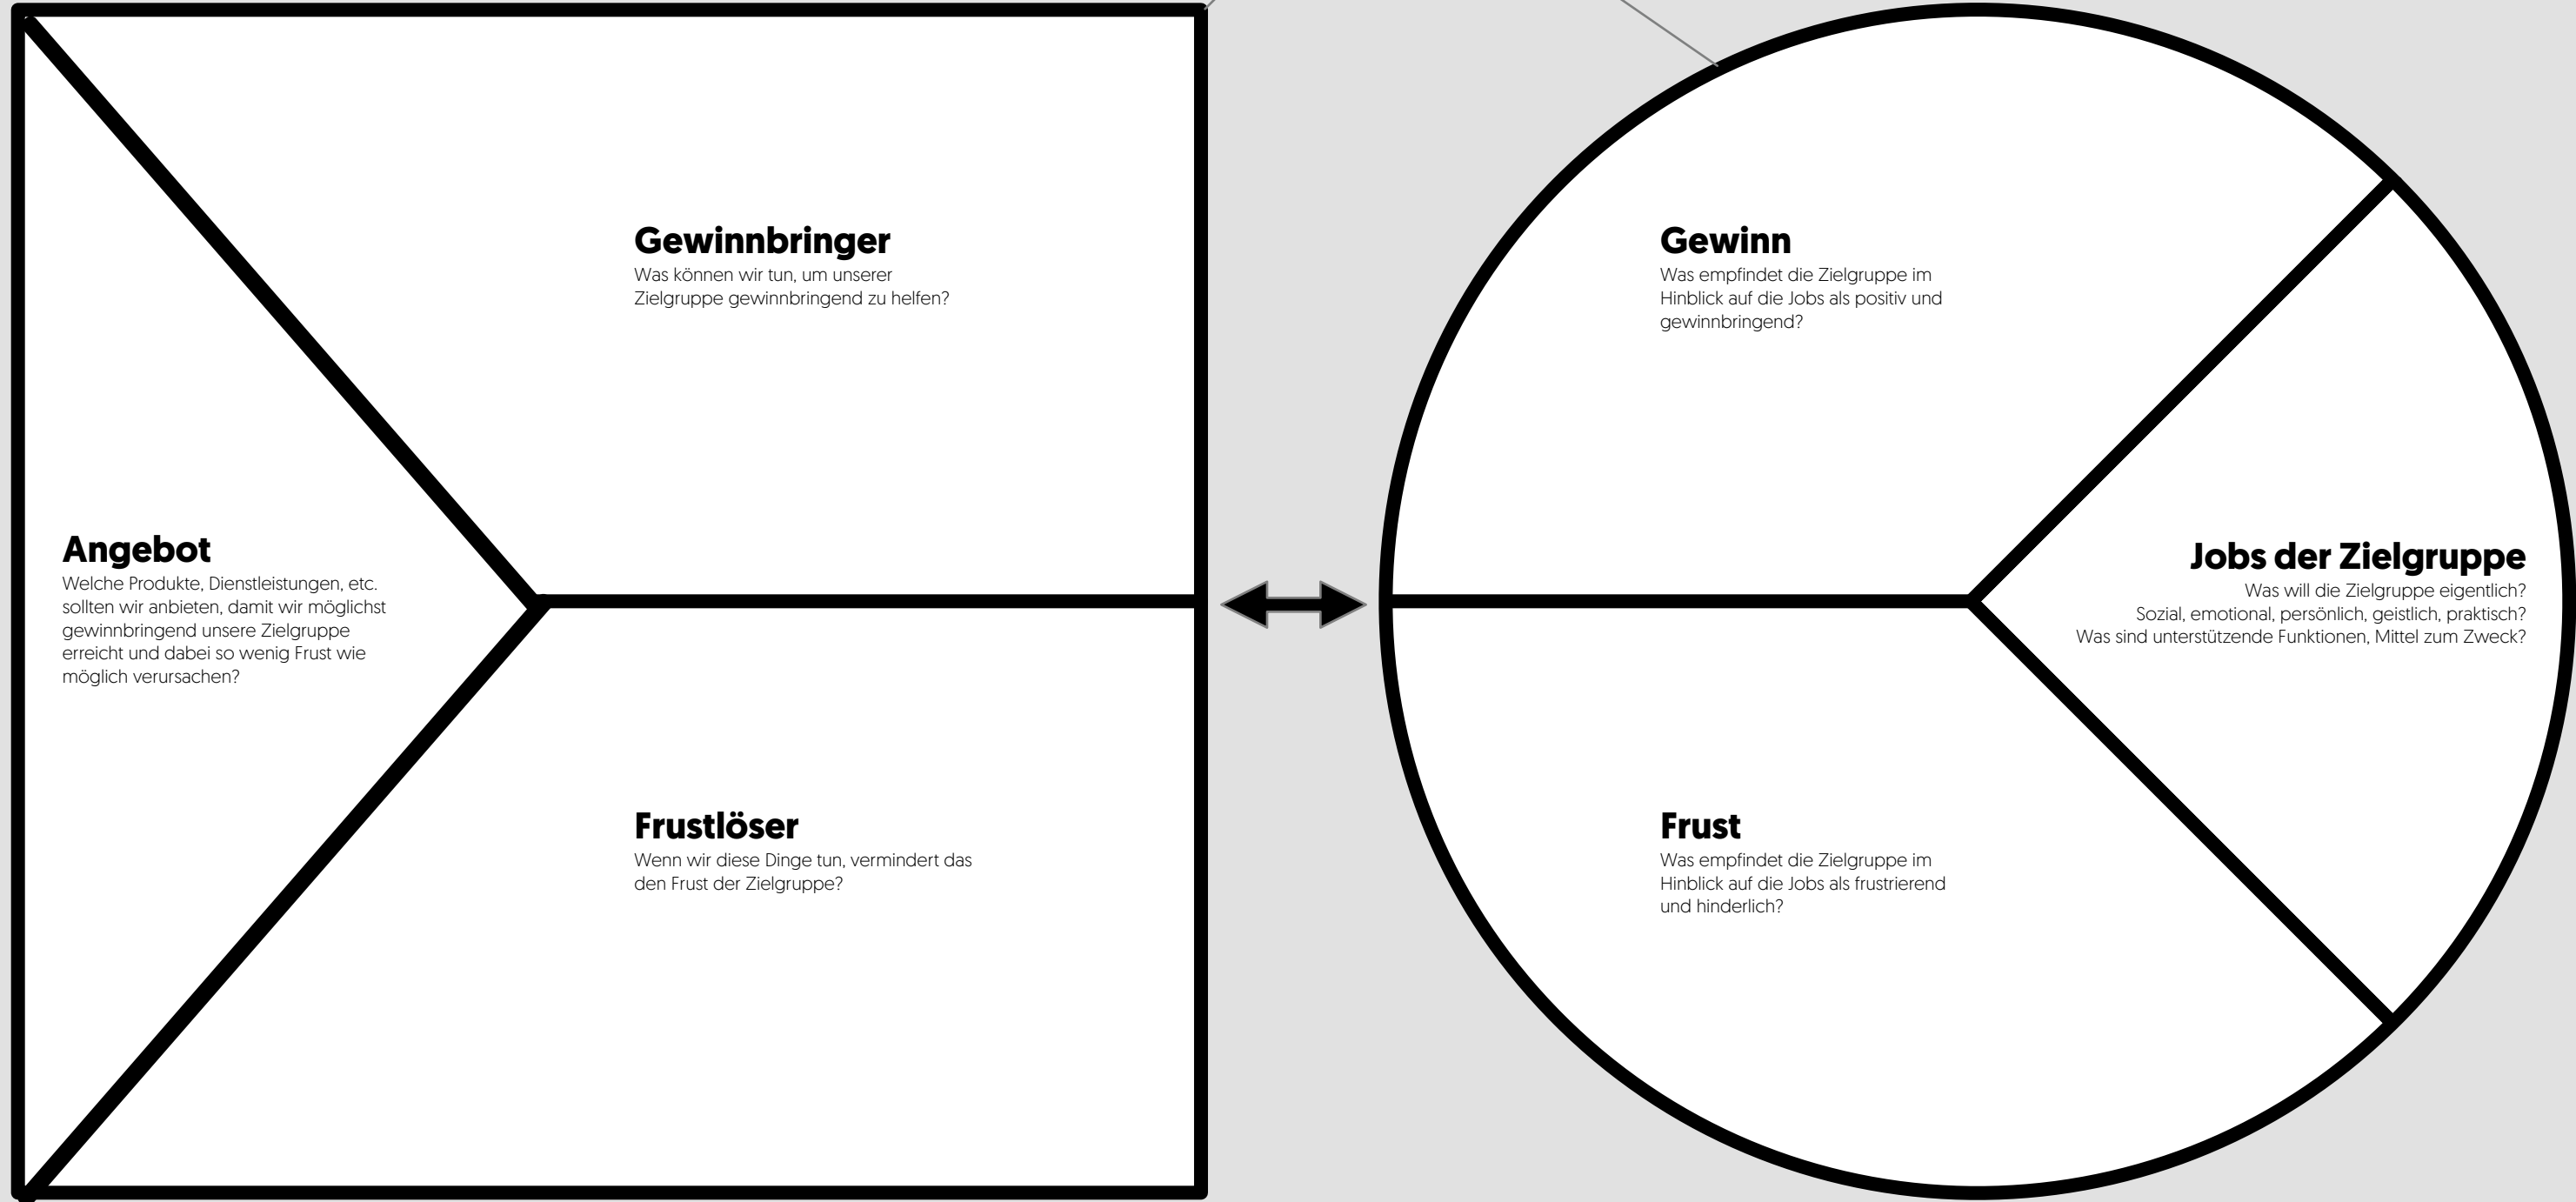 Gewinnbringer
Was können wir tun, um unserer
Zielgruppe gewinnbringend zu helfen?
Angebot
Welche Produkte, Dienstleistungen, etc.
sollten wir anbieten, damit wir möglichst
gewinnbringend unsere Zielgruppe
erreicht und dabei so wenig Frust wie
möglich verursachen?
Frustlöser
Wenn wir diese Dinge tun, vermindert das
den Frust der Zielgruppe?
Gewinn
Was empfindet die Zielgruppe im
Hinblick auf die Jobs als positiv und
gewinnbringend?
Jobs der Zielgruppe
Was will die Zielgruppe eigentlich?
Sozial, emotional, persönlich, geistlich, praktisch?
Was sind unterstützende Funktionen, Mittel zum Zweck?
Frust
Was empfindet die Zielgruppe im
Hinblick auf die Jobs als frustrierend
und hinderlich?